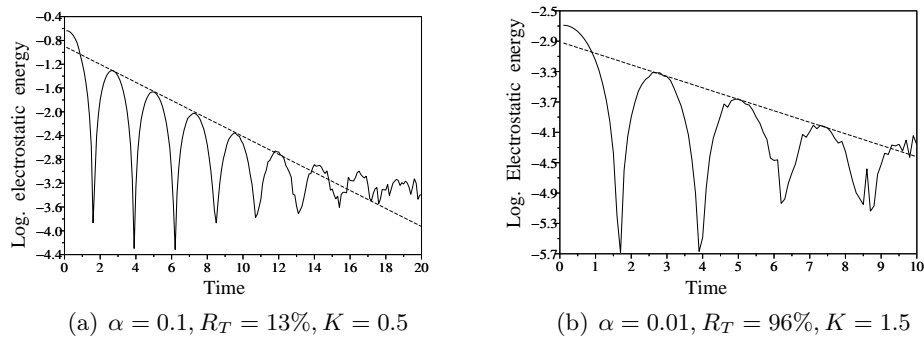 Log. electrostatic energy
−0.4
−0.8
−1.2
−1.6
−2.0
−2.4
−2.8
−3.2
−3.6
−4.0
−4.4
0 2 4 6 8 10 12 14 16 18 20
Time
(a) α = 0.1, R_T = 13%, K = 0.5
Log. Electrostatic energy
−2.5
−2.9
−3.3
−3.7
−4.1
−4.5
−4.9
−5.3
−5.7
0 1 2 3 4 5 6 7 8 9 10
Time
(b) α = 0.01, R_T = 96%, K = 1.5